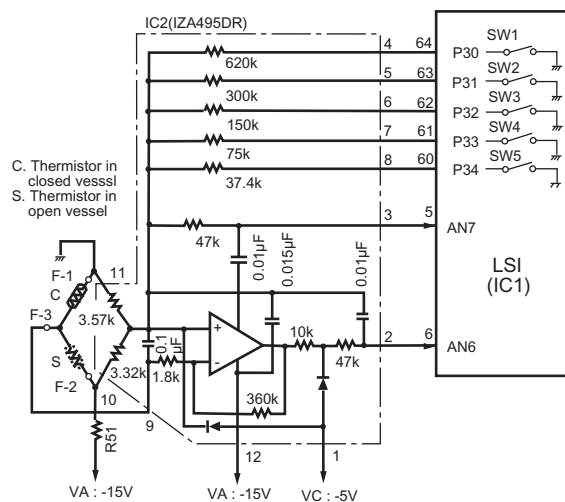 IC2(IZA495DR)
4
64
P30
SW1
620k
5
63
P31
SW2
300k
6
62
P32
SW3
150k
7
61
P33
SW4
75k
8
60
P34
SW5
37.4k
C. Thermistor in
closed vesssl
S. Thermistor in
open vessel
3
5
AN7
47k
0.01µF
0.015µF
0.01µF
LSI
(IC1)
F-1
11
C
F-3
3.57k
S
F-2
3.32k
10
9
0.1
µF
1.8k
+
-
10k
47k
2
6
AN6
360k
R51
12
1
VA : -15V
VA : -15V
VC : -5V